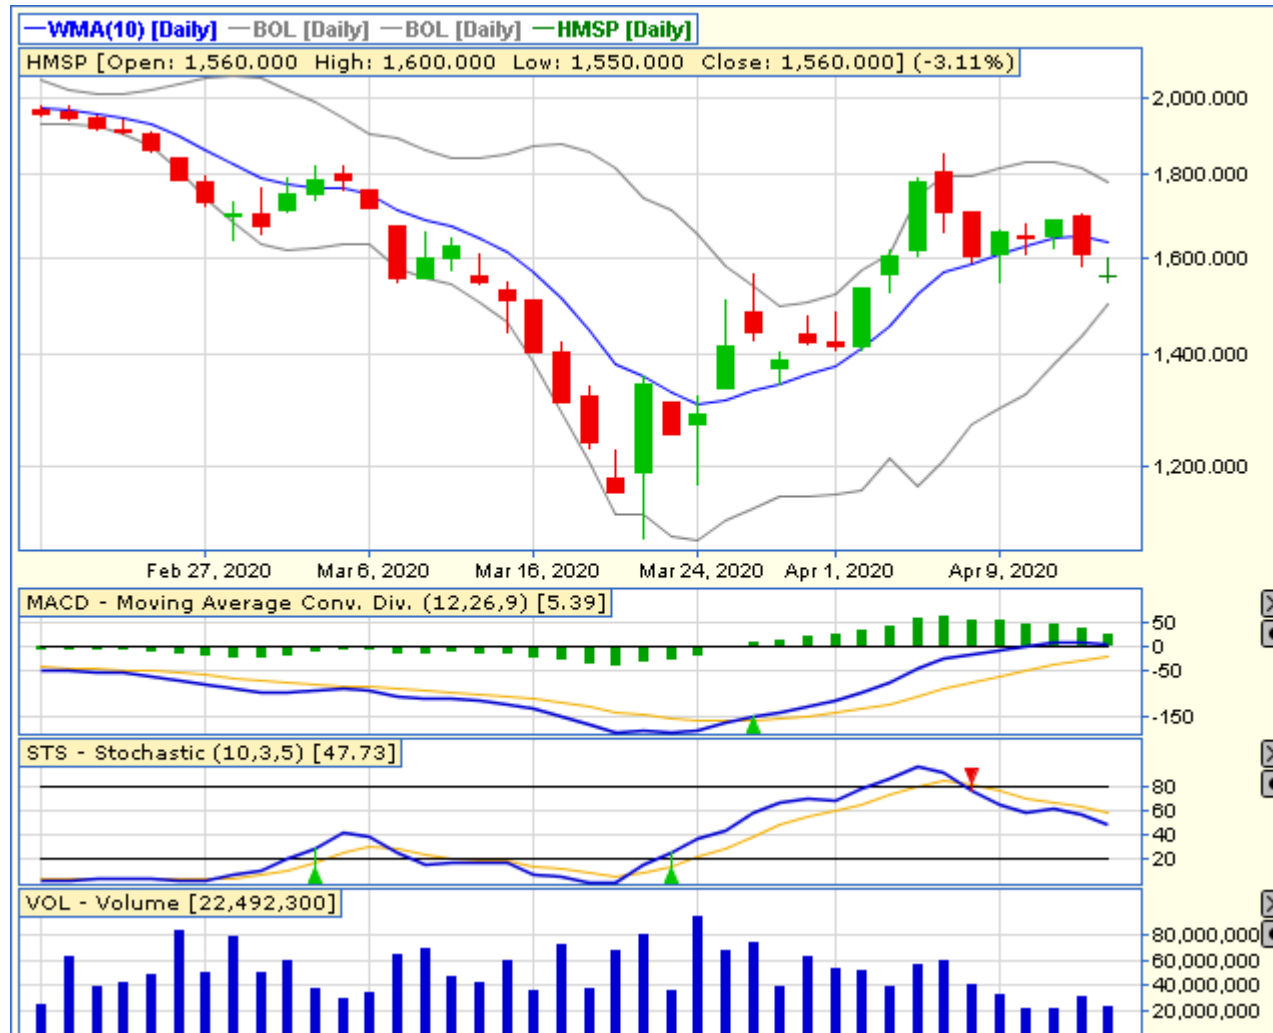 WMA(10) [Daily] BOL [Daily] BOL [Daily] HMSP [Daily]
HMSP [Open: 1,560.000 High: 1,600.000 Low: 1,550.000 Close: 1,560.000] (-3.11%)
2,000.000
1,800.000
1,600.000
1,400.000
1,200.000
Feb 27, 2020 Mar 6, 2020 Mar 16, 2020 Mar 24, 2020 Apr 1, 2020 Apr 9, 2020
MACD - Moving Average Conv. Div. (12,26,9) [5.39]
50
0
-50
-150
STS - Stochastic (10,3,5) [47.73]
80
60
40
20
VOL - Volume [22,492,300]
80,000,000
60,000,000
40,000,000
20,000,000